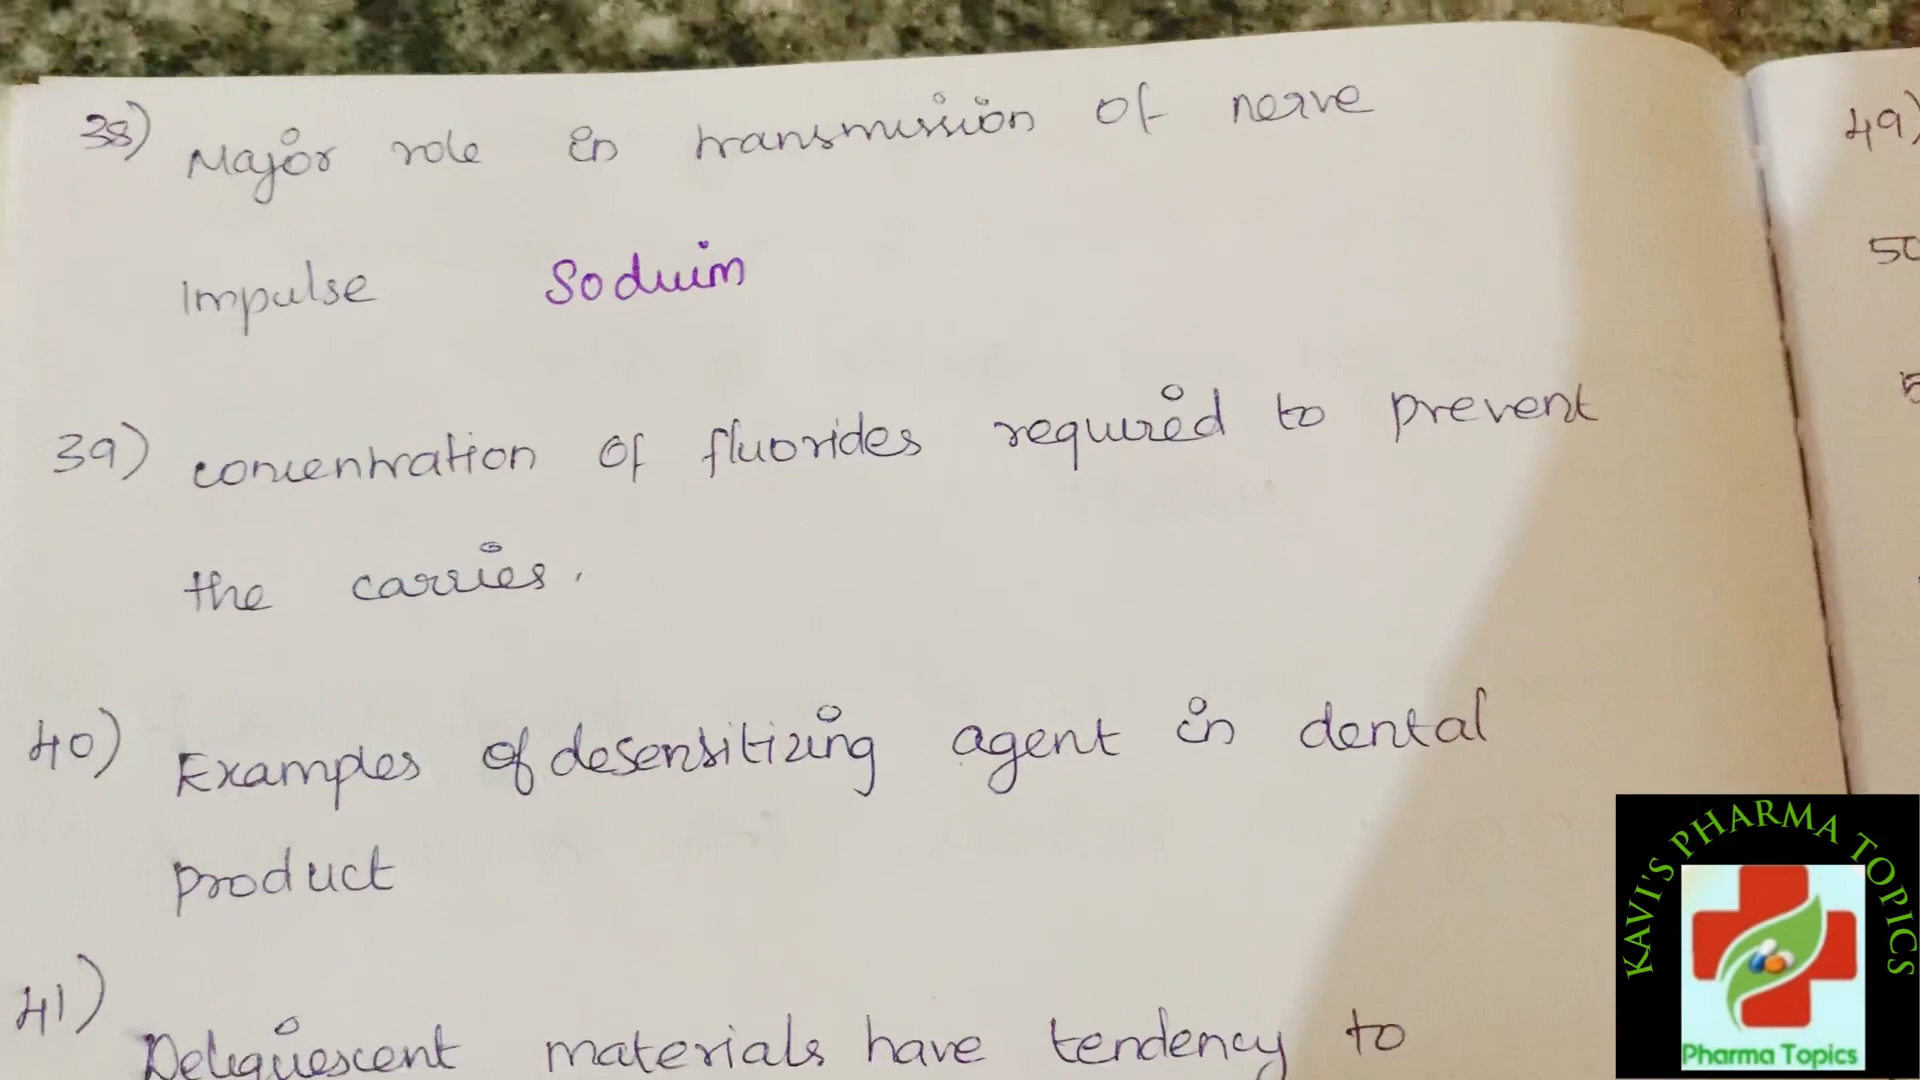 38) Major role in transmission of nerve
Impulse Soduim
39) concentration of fluorides required to prevent
the carries.
40) Examples of desensitizing agent in dental
product
41) Deliquescent materials have tendency to
49)
50
5
KAVI'S PHARMA TOPICS
Pharma Topics